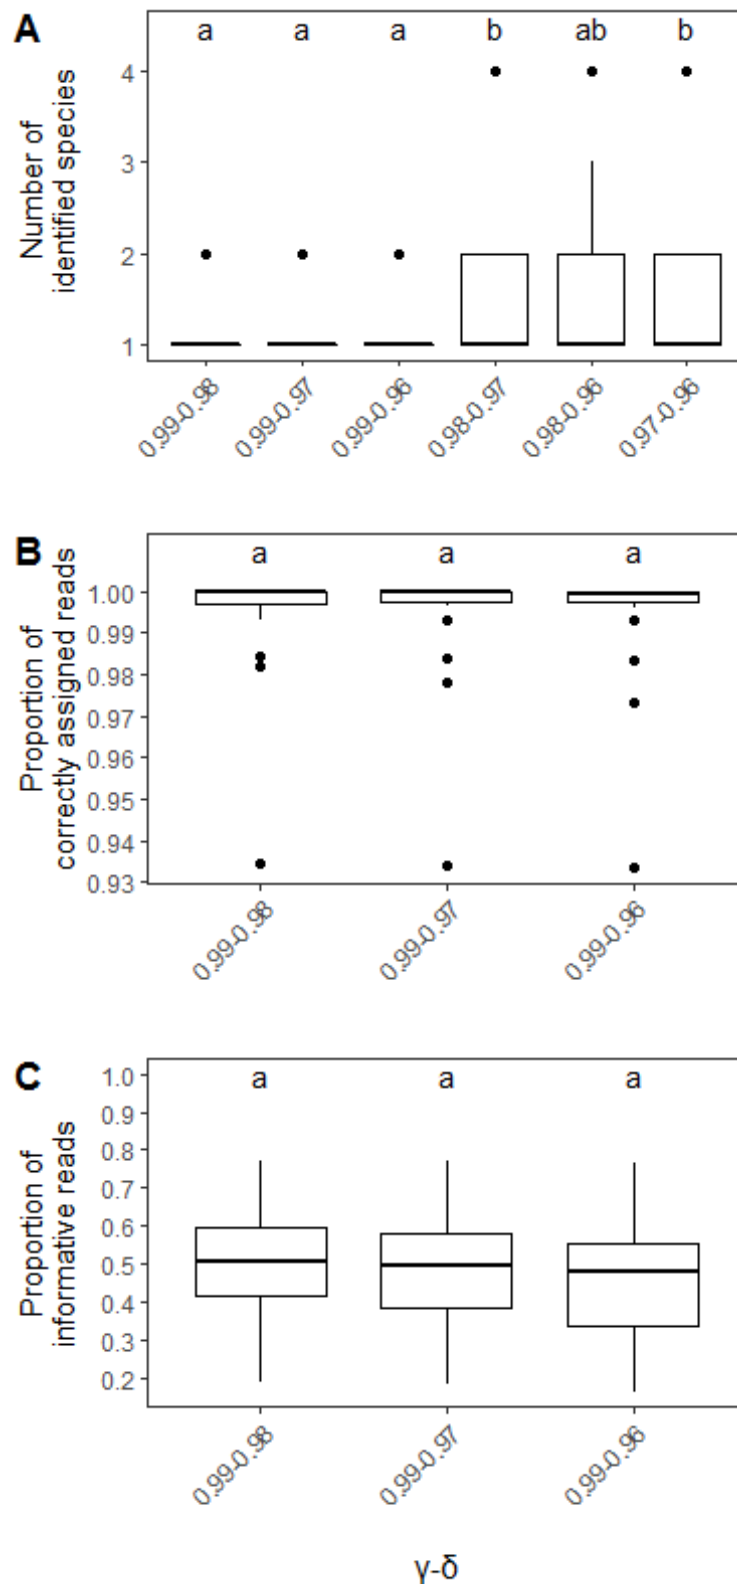 A
a a a b ab b
Number of
identified species
4
3
2
1
0.99-0.98 0.99-0.97 0.99-0.96 0.98-0.97 0.98-0.96 0.97-0.96
B
a a a
Proportion of
correctly assigned reads
1.00
0.99
0.98
0.97
0.96
0.95
0.94
0.93
0.99-0.98 0.99-0.97 0.99-0.96
C
a a a
Proportion of
informative reads
1.0
0.9
0.8
0.7
0.6
0.5
0.4
0.3
0.2
0.99-0.98 0.99-0.97 0.99-0.96
γ-δ